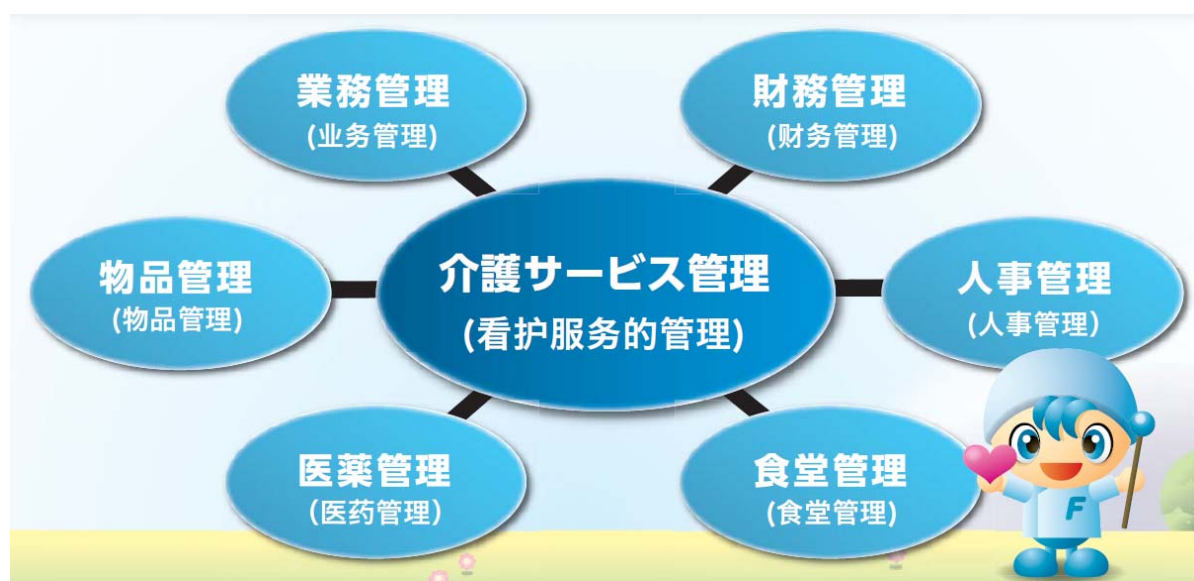 業務管理
(业务管理)
財務管理
(财务管理)
物品管理
(物品管理)
介護サービス管理
(看护服务的管理)
人事管理
(人事管理）
医薬管理
（医药管理）
食堂管理
(食堂管理)
F